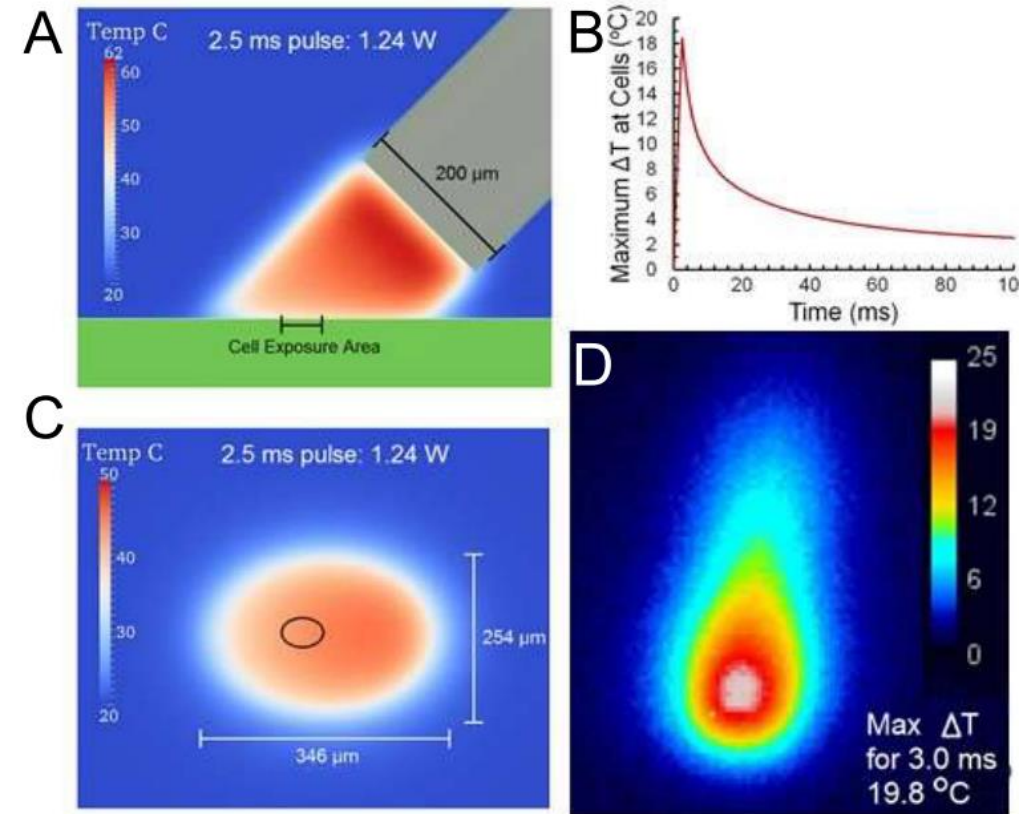 A
Temp C
2.5 ms pulse: 1.24 W
62
60
50
40
30
20
200 µm
Cell Exposure Area
B
Maximum ΔT at Cells (°C)
20
18
16
14
12
10
8
6
4
2
0
0 20 40 60 80 10
Time (ms)
C
Temp C
2.5 ms pulse: 1.24 W
50
40
30
20
254 µm
346 µm
D
25
19
12
6
0
Max ΔT
for 3.0 ms
19.8 °C